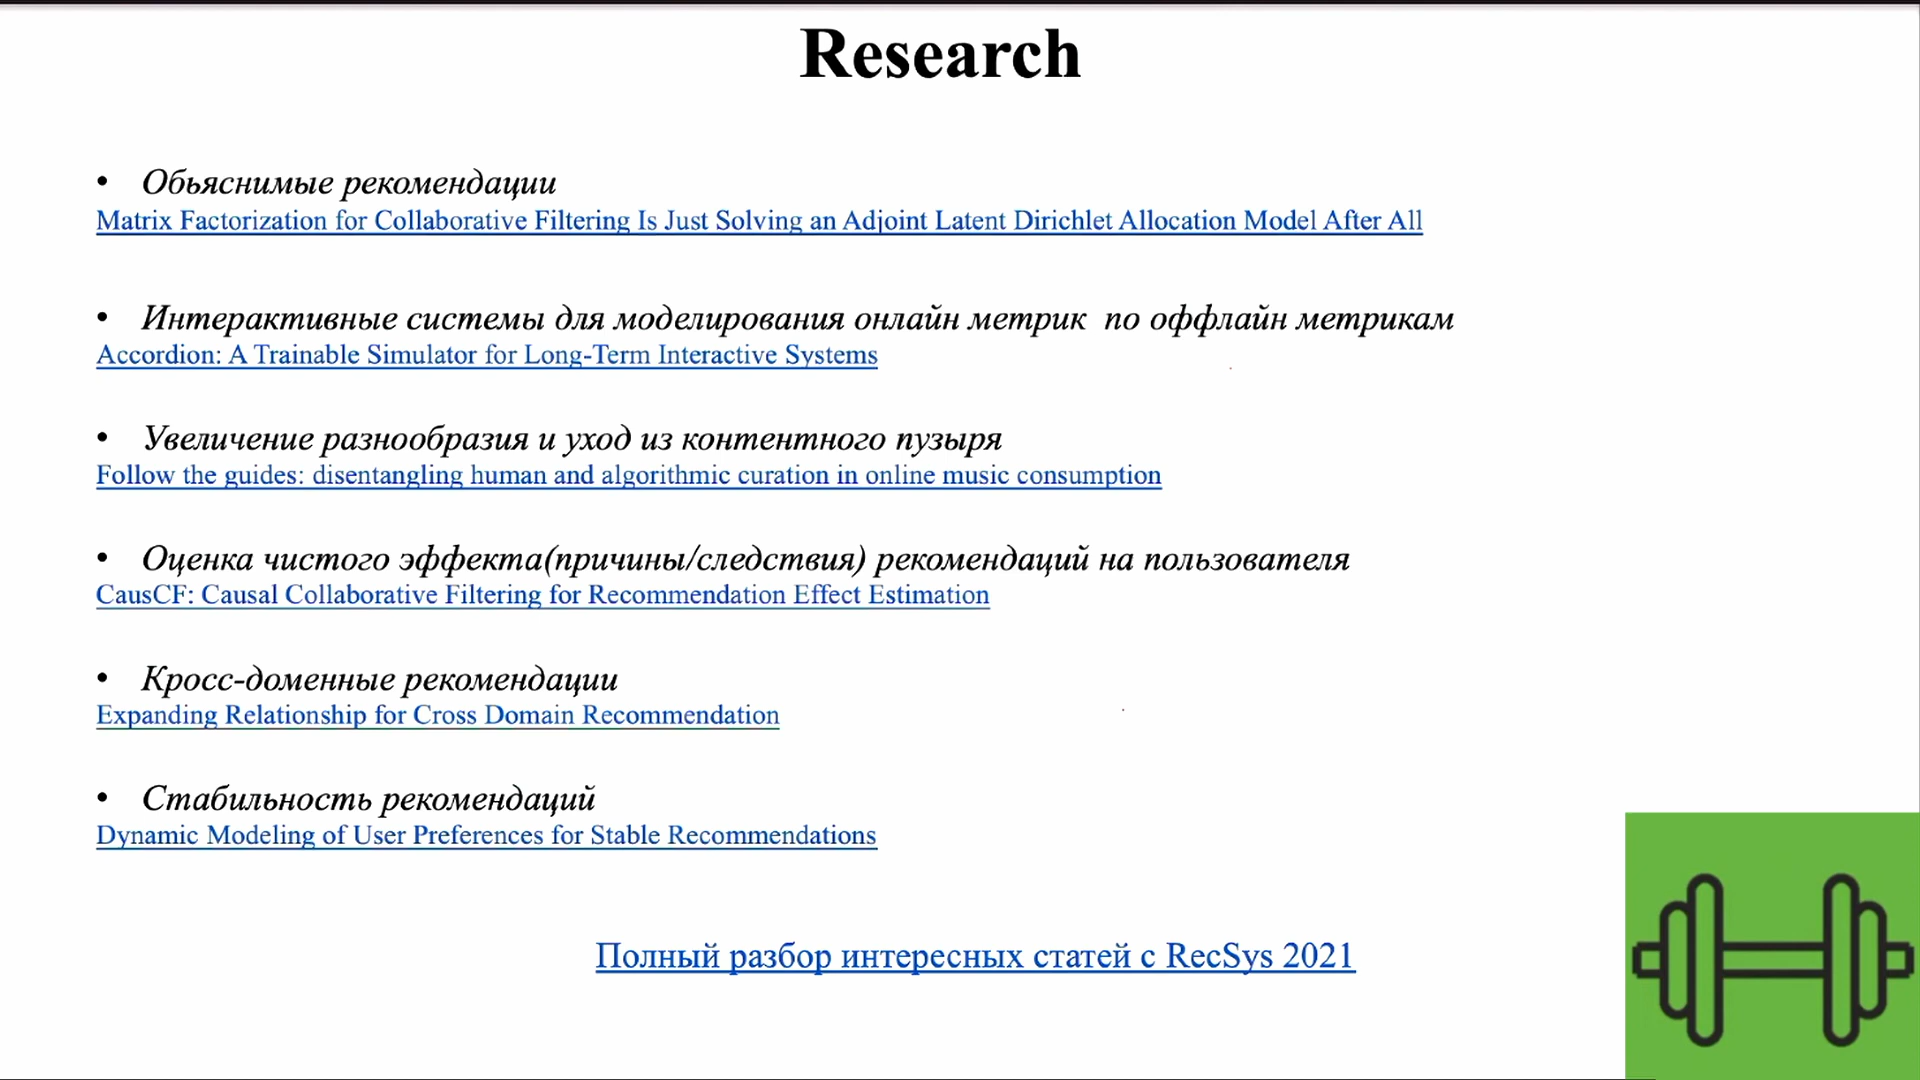 Research
• Обьяснимые рекомендации
Matrix Factorization for Collaborative Filtering Is Just Solving an Adjoint Latent Dirichlet Allocation Model After All
• Интерактивные системы для моделирования онлайн метрик по оффлайн метрикам
Accordion: A Trainable Simulator for Long-Term Interactive Systems
• Увеличение разнообразия и уход из контентного пузыря
Follow the guides: disentangling human and algorithmic curation in online music consumption
• Оценка чистого эффекта(причины/следствия) рекомендаций на пользователя
CausCF: Causal Collaborative Filtering for Recommendation Effect Estimation
• Кросс-доменные рекомендации
Expanding Relationship for Cross Domain Recommendation
• Стабильность рекомендаций
Dynamic Modeling of User Preferences for Stable Recommendations
Полный разбор интересных статей с RecSys 2021